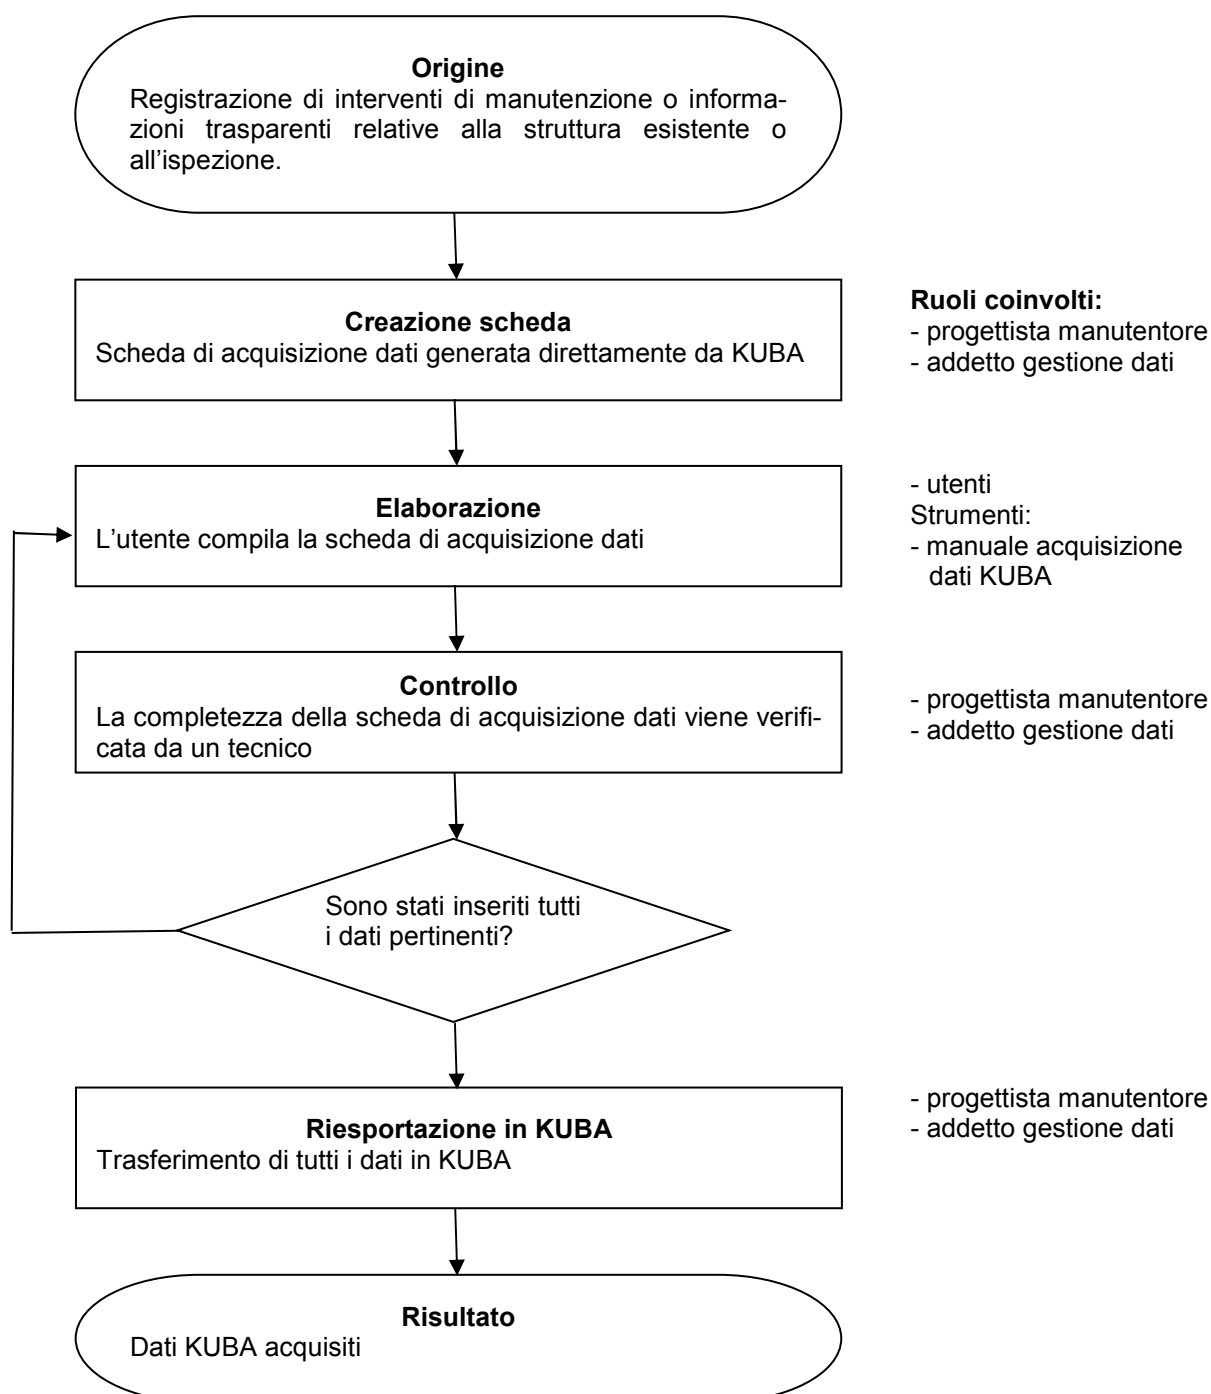 Origine
Registrazione di interventi di manutenzione o informa-
zioni trasparenti relative alla struttura esistente o
all'ispezione.
Creazione scheda
Scheda di acquisizione dati generata direttamente da KUBA
Ruoli coinvolti:
- progettista manutentore
- addetto gestione dati
Elaborazione
L'utente compila la scheda di acquisizione dati
- utenti
Strumenti:
- manuale acquisizione
dati KUBA
Controllo
La completezza della scheda di acquisizione dati viene verifi-
cata da un tecnico
- progettista manutentore
- addetto gestione dati
Sono stati inseriti tutti
i dati pertinenti?
Riesportazione in KUBA
Trasferimento di tutti i dati in KUBA
- progettista manutentore
- addetto gestione dati
Risultato
Dati KUBA acquisiti